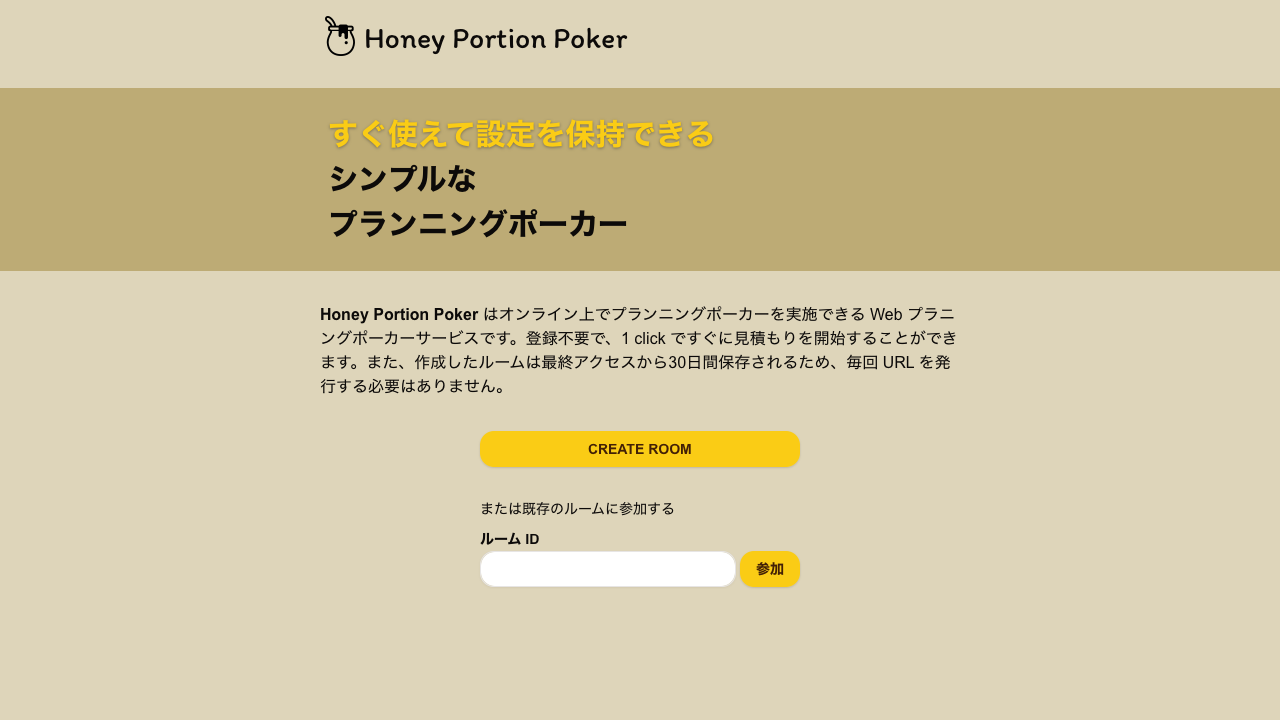 Honey Portion Poker
すぐ使えて設定を保持できる
シンプルな
プランニングポーカー
Honey Portion Poker はオンライン上でプランニングポーカーを実施できる Web プラニ
ングポーカーサービスです。登録不要で、1 click ですぐに見積もりを開始することができ
ます。また、作成したルームは最終アクセスから30日間保存されるため、毎回 URL を発
行する必要はありません。
CREATE ROOM
または既存のルームに参加する
ルーム ID
参加